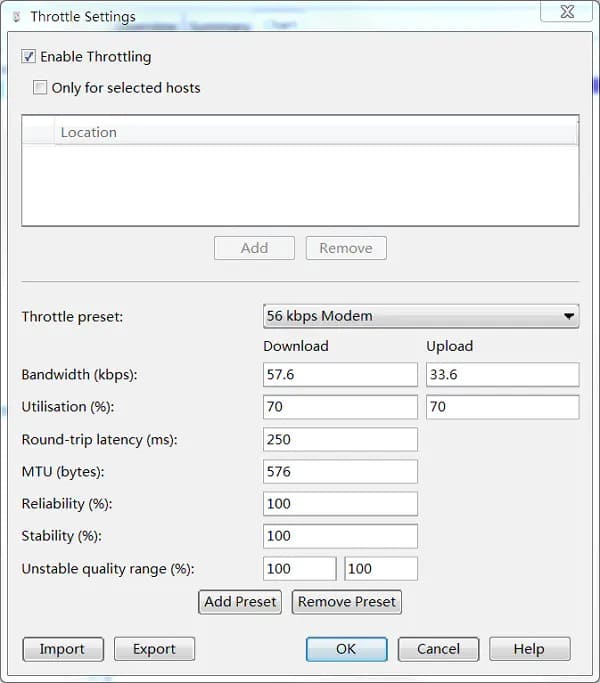 Throttle Settings
Enable Throttling
Only for selected hosts
Location
Add Remove
Throttle preset: 56 kbps Modem
Download Upload
Bandwidth (kbps): 57.6 33.6
Utilisation (%): 70 70
Round-trip latency (ms): 250
MTU (bytes): 576
Reliability (%): 100
Stability (%): 100
Unstable quality range (%): 100 100
Add Preset Remove Preset
Import Export OK Cancel Help